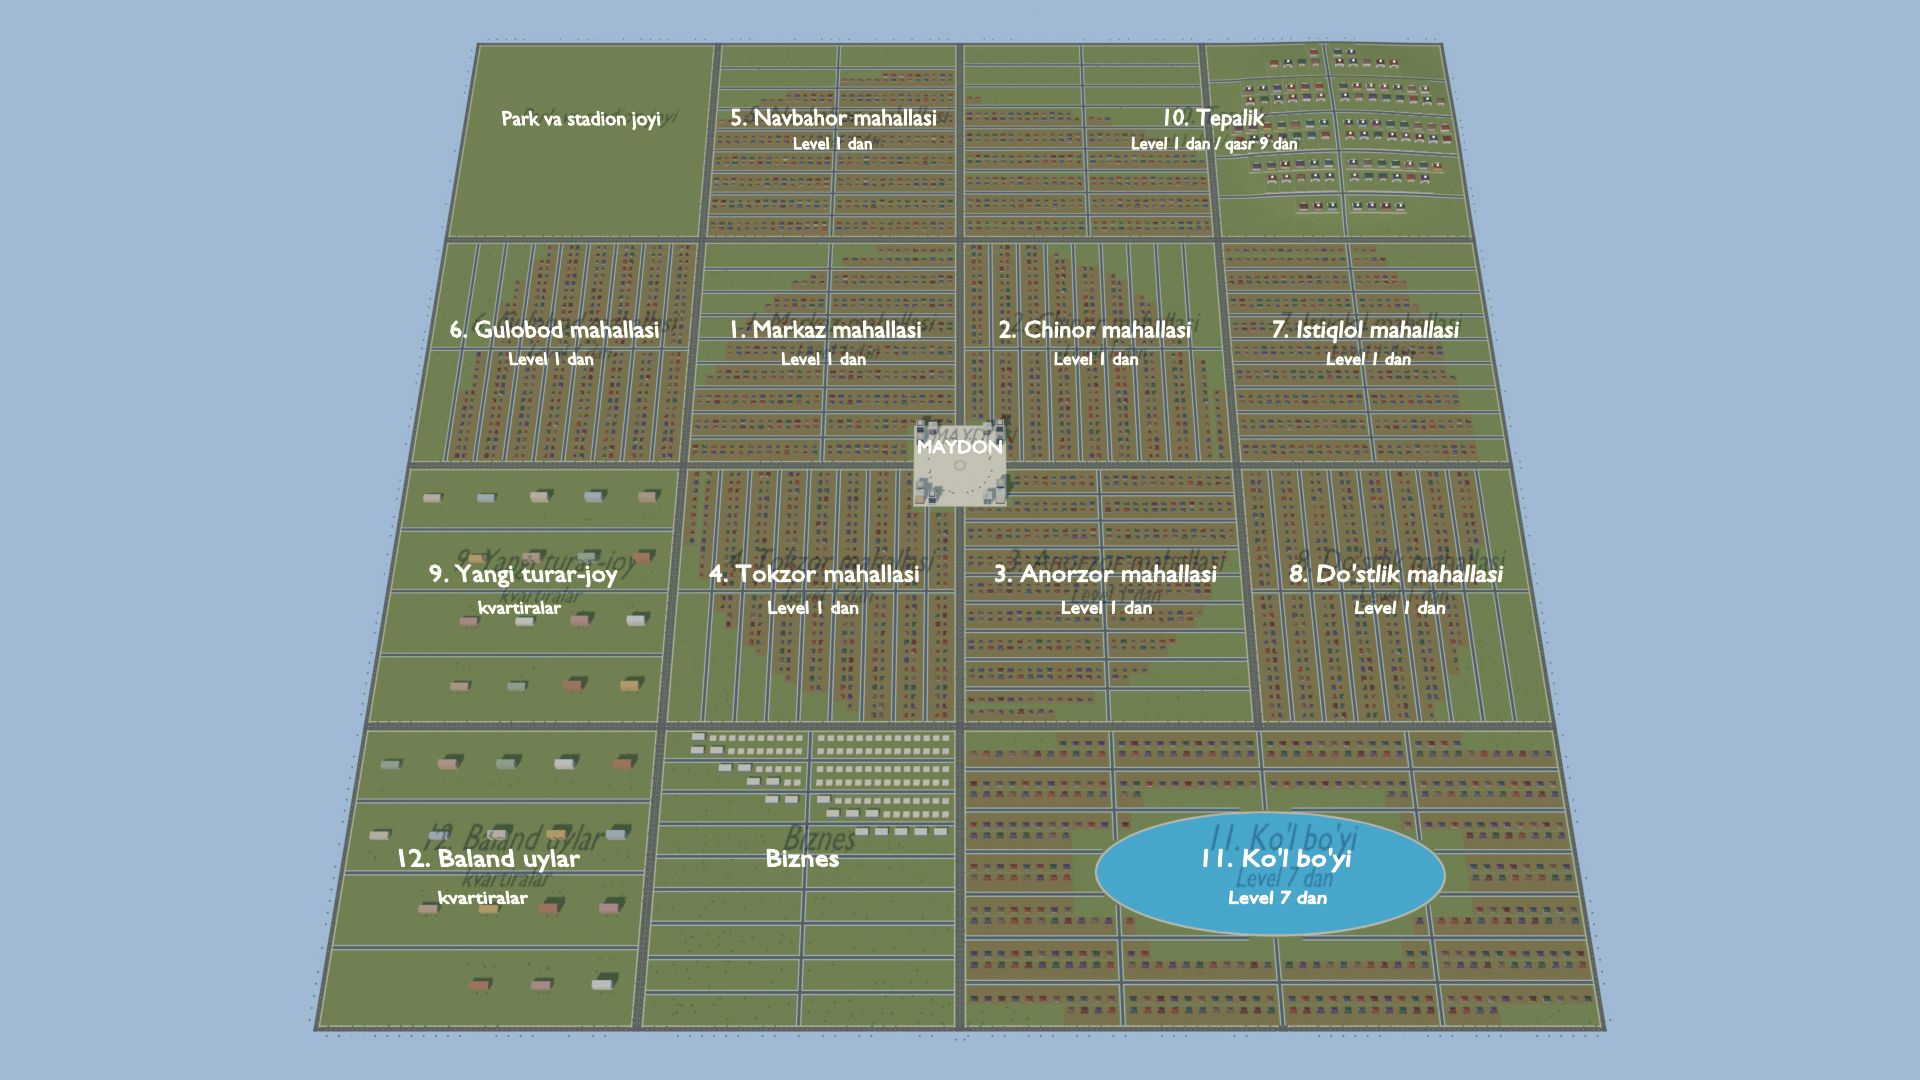 Park va stadion joyi
5. Navbahor mahallasi
Level 1 dan
10. Tepalik
Level 1 dan / qasr 9 dan
6. Gulobod mahallasi
Level 1 dan
1. Markaz mahallasi
Level 1 dan
2. Chinor mahallasi
Level 1 dan
7. Istiqlol mahallasi
Level 1 dan
MAYDON
9. Yangi turar-joy
kvartiralar
4. Tokzor mahallasi
Level 1 dan
3. Anorzor mahallasi
Level 1 dan
8. Do'stlik mahallasi
Level 1 dan
12. Baland uylar
kvartiralar
Biznes
11. Ko'l bo'yi
Level 7 dan